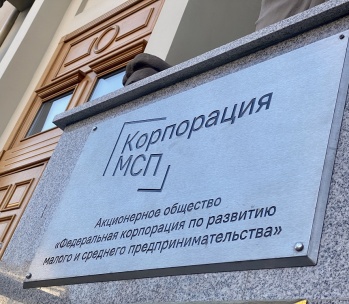 Корпорация
МСП
Акционерное общество
«Федеральная корпорация по развитию
малого и среднего предпринимательства»